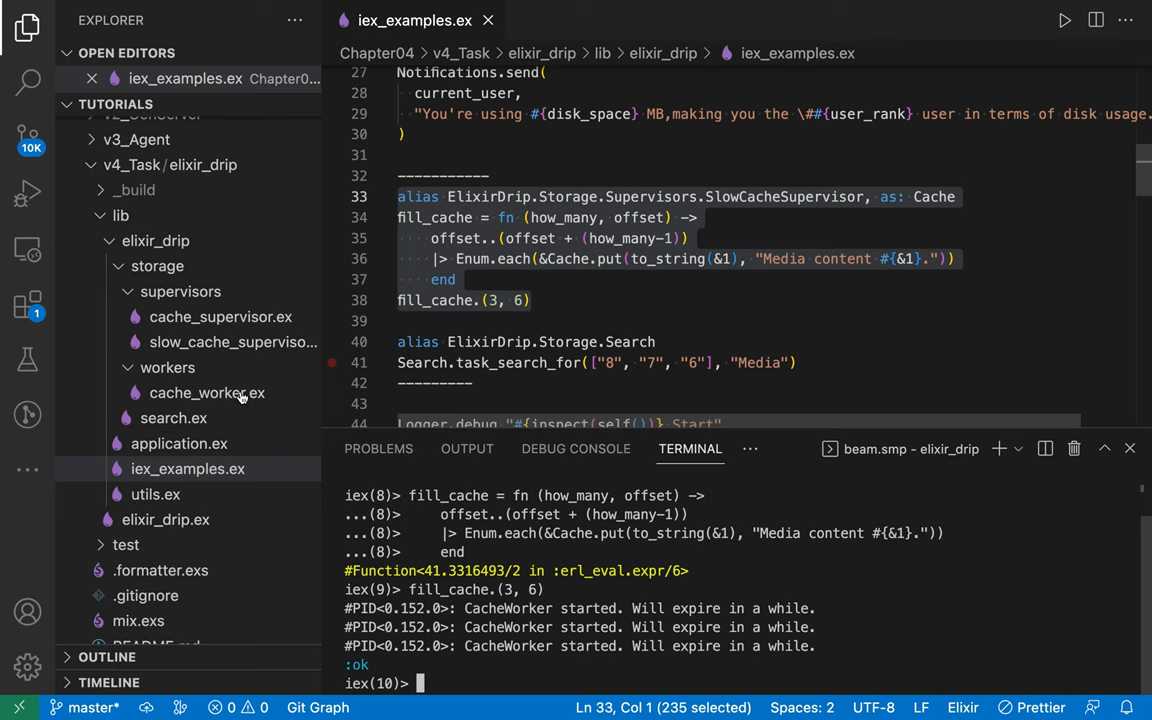 EXPLORER
OPEN EDITORS
iex_examples.ex Chapter0...
TUTORIALS
v3_Agent
v4_Task / elixir_drip
_build
lib
elixir_drip
storage
supervisors
cache_supervisor.ex
slow_cache_superviso...
workers
cache_worker.ex
search.ex
application.ex
iex_examples.ex
utils.ex
elixir_drip.ex
test
.formatter.exs
.gitignore
mix.exs
OUTLINE
TIMELINE
10K
1
iex_examples.ex
Chapter04 > v4_Task > elixir_drip > lib > elixir_drip > iex_examples.ex
27 Notifications.send(
28 current_user,
29 "You're using #{disk_space} MB,making you the \##{user_rank} user in terms of disk usage.
30 )
31
32 -----------
33 alias ElixirDrip.Storage.Supervisors.SlowCacheSupervisor, as: Cache
34 fill_cache = fn (how_many, offset) ->
35 offset..(offset + (how_many-1))
36 |> Enum.each(&Cache.put(to_string(&1), "Media content #{&1}."))
37 end
38 fill_cache.(3, 6)
39
40 alias ElixirDrip.Storage.Search
41 Search.task_search_for(["8", "7", "6"], "Media")
42 ---------
43
44 Logger.debug "#{inspect(self())} Start"
PROBLEMS OUTPUT DEBUG CONSOLE TERMINAL beam.smp - elixir_drip
iex(8)> fill_cache = fn (how_many, offset) ->
...(8)> offset..(offset + (how_many-1))
...(8)> |> Enum.each(&Cache.put(to_string(&1), "Media content #{&1}."))
...(8)> end
#Function<41.3316493/2 in :erl_eval.expr/6>
iex(9)> fill_cache.(3, 6)
#PID<0.152.0>: CacheWorker started. Will expire in a while.
#PID<0.152.0>: CacheWorker started. Will expire in a while.
#PID<0.152.0>: CacheWorker started. Will expire in a while.
:ok
iex(10)>
master* 0 0 Git Graph Ln 33, Col 1 (235 selected) Spaces: 2 UTF-8 LF Elixir Prettier